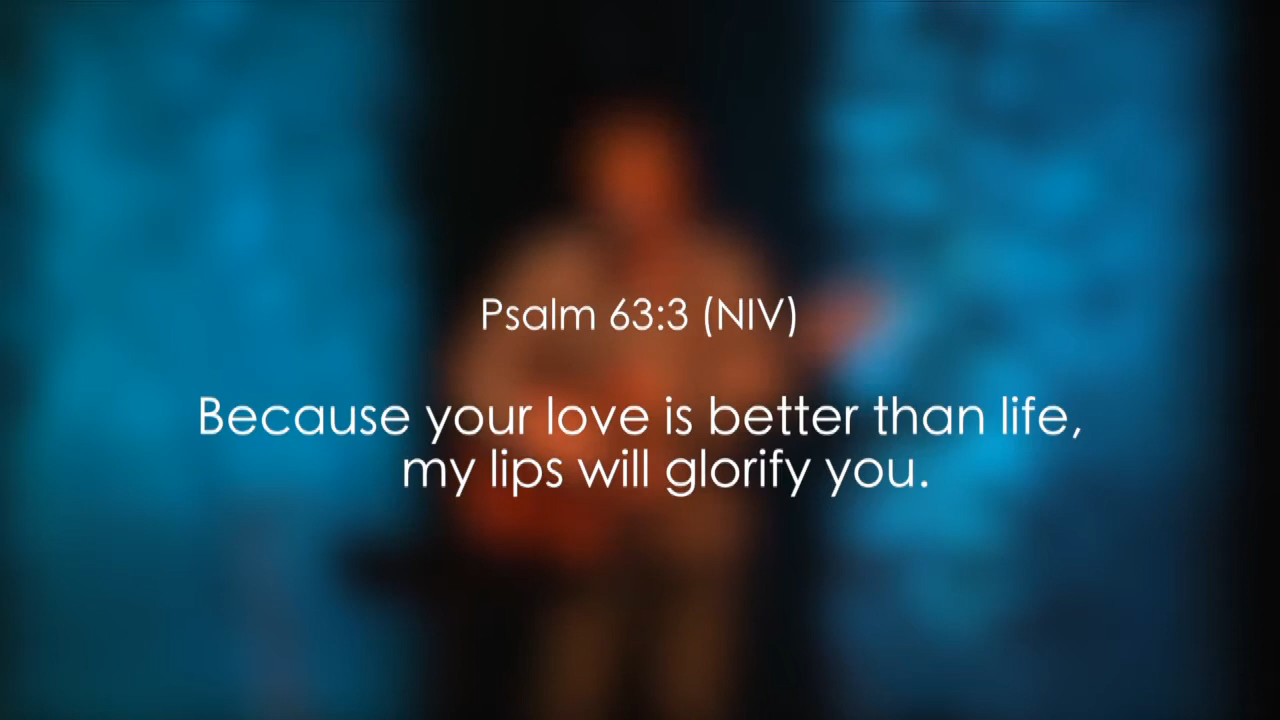 Psalm 63:3 (NIV)
Because your love is better than life,
my lips will glorify you.